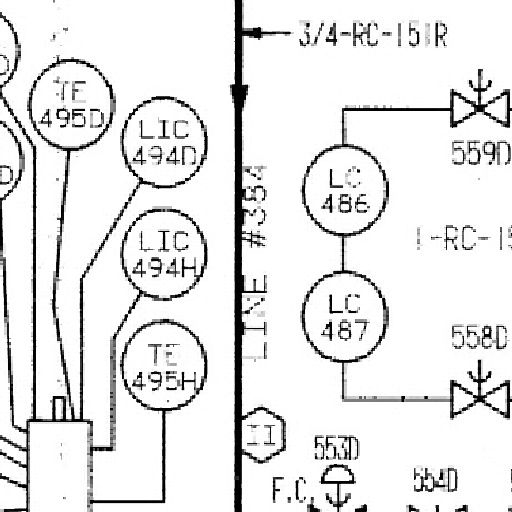 3/4-RC-151R
TE
495D
LIC
494D
559D
LC
486
LINE #384
LIC
494H
1-RC-15
LC
487
558D
TE
495H
II
553D
554D
F.C.